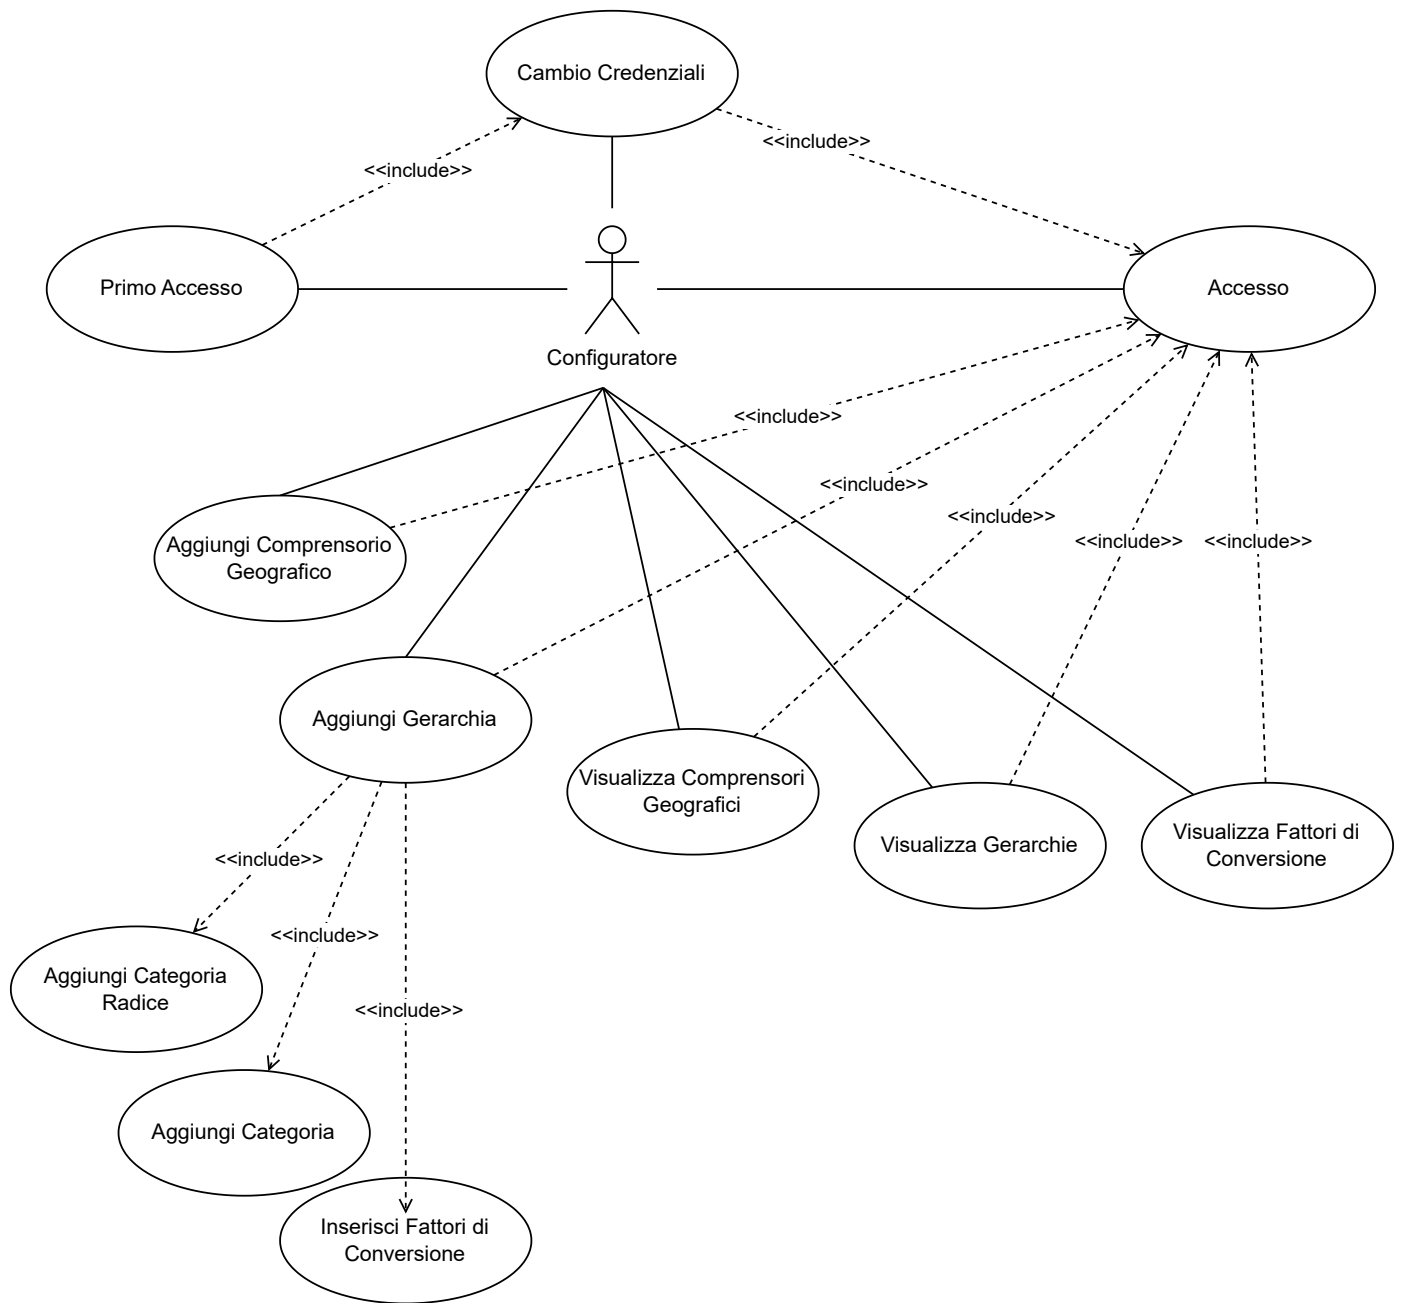 Cambio Credenziali
<<include>>
<<include>>
Primo Accesso
Accesso
Configuratore
<<include>>
<<include>>
<<include>>
<<include>>
<<include>>
Aggiungi Comprensorio
Geografico
Aggiungi Gerarchia
Visualizza Comprensori
Geografici
Visualizza Gerarchie
Visualizza Fattori di
Conversione
<<include>>
<<include>>
<<include>>
Aggiungi Categoria
Radice
Aggiungi Categoria
Inserisci Fattori di
Conversione